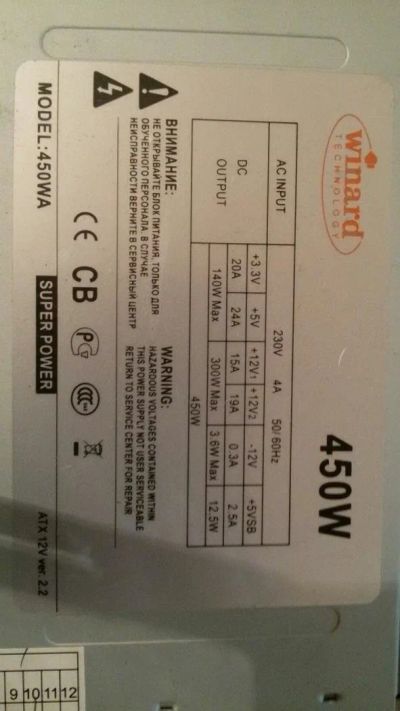 winard
TECHNOLOGY
450W
AC INPUT 230V 4A 50/60Hz
DC OUTPUT +3.3V +5V +12V1 +12V2 -12V +5VSB
20A 24A 15A 19A 0.3A 2.5A
140W Max 300W Max 3.6W Max 12.5W
450W
ВНИМАНИЕ:
НЕ ОТКРЫВАЙТЕ БЛОК ПИТАНИЯ, ТОЛЬКО ДЛЯ
ОБУЧЕННОГО ПЕРСОНАЛА. В СЛУЧАЕ
НЕИСПРАВНОСТИ ВЕРНИТЕ В СЕРВИСНЫЙ ЦЕНТР
WARNING:
HAZARDOUS VOLTAGES CONTAINED WITHIN
THIS POWER SUPPLY NOT USER SERVICEABLE
RETURN TO SERVICE CENTER FOR REPAIR
CE CB PG CCC
MODEL:450WA SUPER POWER ATX 12V ver. 2.2
9 10 11 12